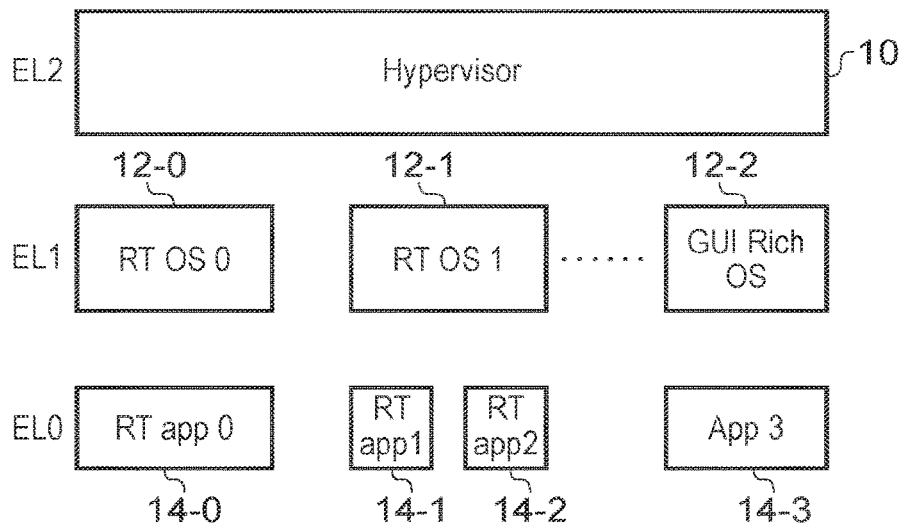 EL2 Hypervisor 10
12-0 12-1 12-2
EL1 RT OS 0 RT OS 1 ...... GUI Rich
OS
EL0 RT app 0 RT RT App 3
app1 app2
14-0 14-1 14-2 14-3